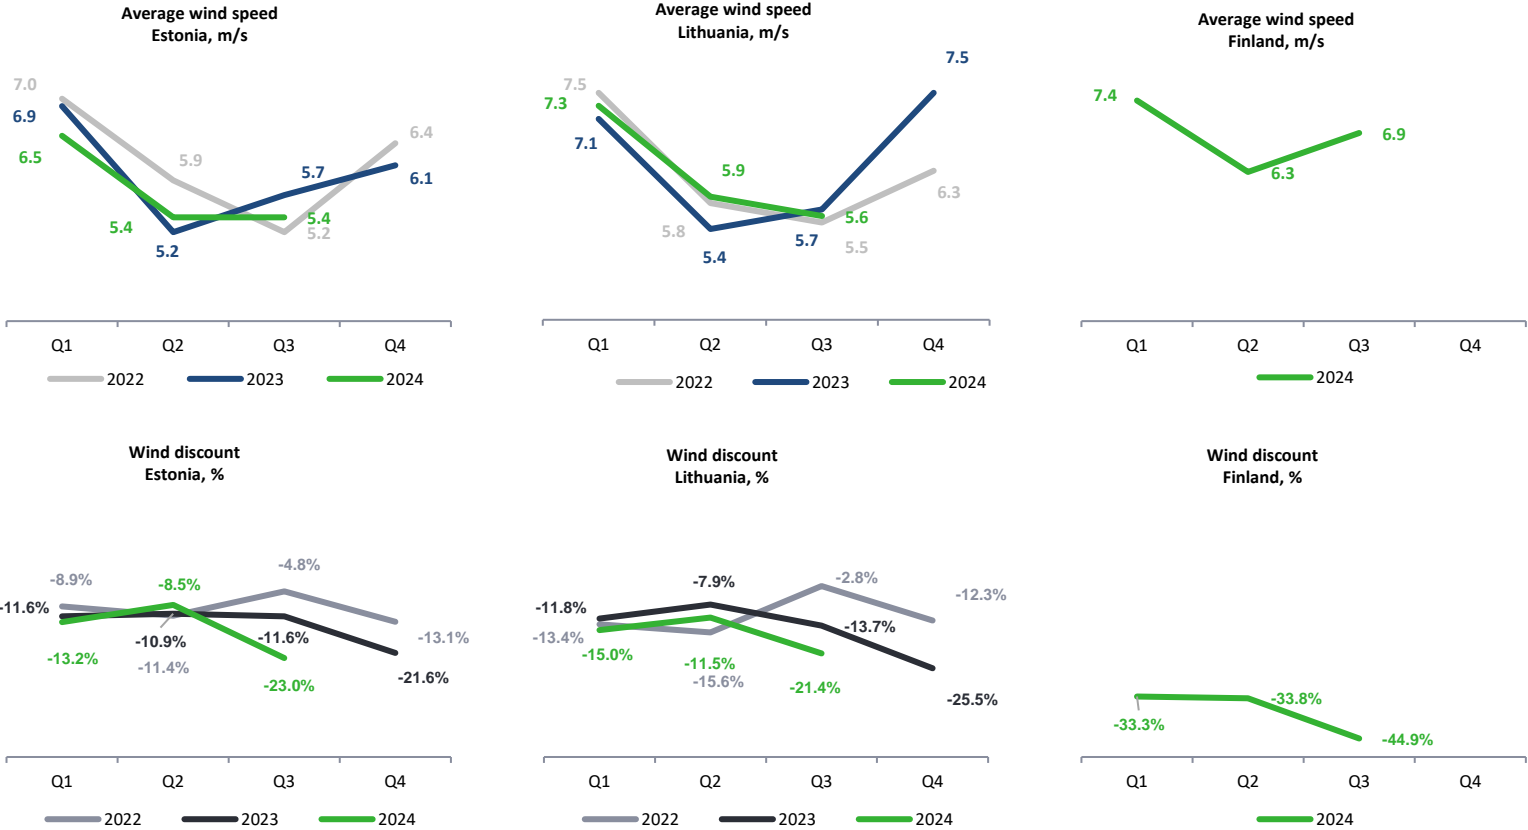 Average wind speed
Estonia, m/s
7.0
6.9
6.5
5.9
5.4
5.2
5.7
5.4
5.2
6.4
6.1
Q1 Q2 Q3 Q4
2022 2023 2024
Average wind speed
Lithuania, m/s
7.5
7.3
7.1
5.9
5.8
5.4
5.7
5.6
5.5
7.5
6.3
Q1 Q2 Q3 Q4
2022 2023 2024
Average wind speed
Finland, m/s
7.4
6.3
6.9
Q1 Q2 Q3 Q4
2024
Wind discount
Estonia, %
-8.9%
-11.6%
-13.2%
-8.5%
-10.9%
-11.4%
-4.8%
-11.6%
-23.0%
-13.1%
-21.6%
Q1 Q2 Q3 Q4
2022 2023 2024
Wind discount
Lithuania, %
-11.8%
-13.4%
-15.0%
-7.9%
-11.5%
-15.6%
-2.8%
-13.7%
-21.4%
-12.3%
-25.5%
Q1 Q2 Q3 Q4
2022 2023 2024
Wind discount
Finland, %
-33.3%
-33.8%
-44.9%
Q1 Q2 Q3 Q4
2024